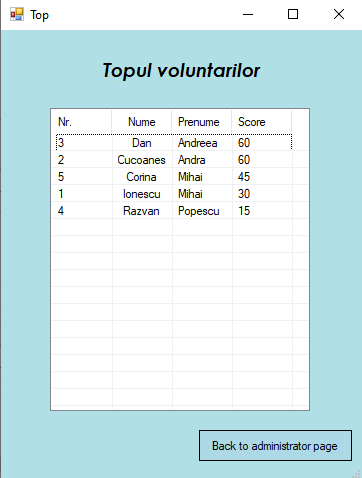 Top
Topul voluntarilor
Nr. Nume Prenume Score
3 Dan Andreea 60
2 Cucoanes Andra 60
5 Corina Mihai 45
1 Ionescu Mihai 30
4 Razvan Popescu 15
Back to administrator page